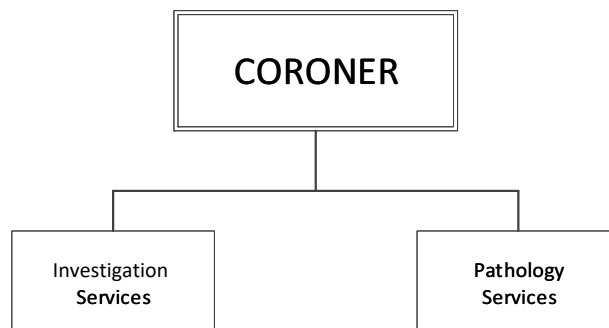 CORONER
Investigation
Services
Pathology
Services